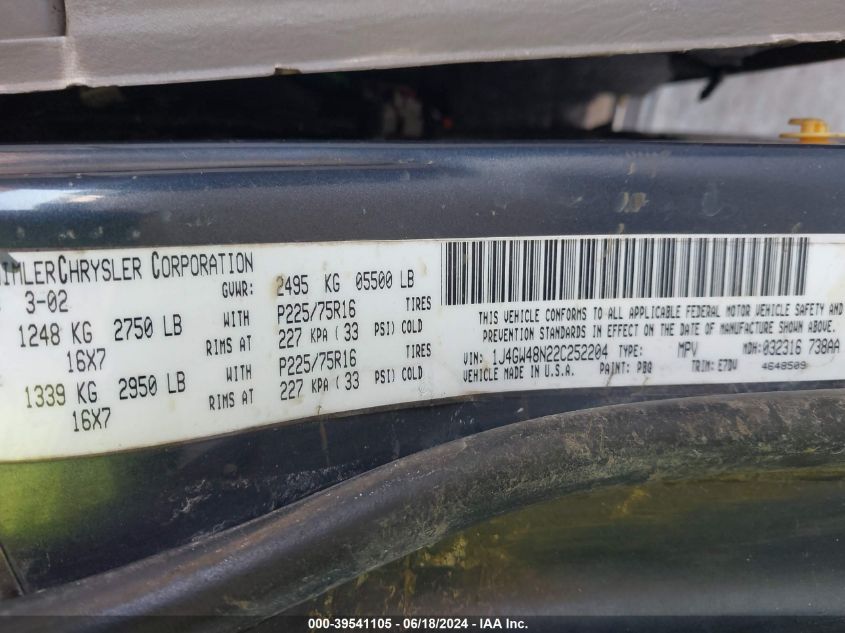 IMLERCHRYSLER CORPORATION
3-02
GVWR: 2495 KG 05500 LB
1248 KG 2750 LB WITH P225/75R16 TIRES
16X7 RIMS AT 227 KPA ( 33 PSI) COLD
1339 KG 2950 LB WITH P225/75R16 TIRES
16X7 RIMS AT 227 KPA ( 33 PSI) COLD
THIS VEHICLE CONFORMS TO ALL APPLICABLE FEDERAL MOTOR VEHICLE SAFETY AND
PREVENTION STANDARDS IN EFFECT ON THE DATE OF MANUFACTURE SHOWN ABOVE.
VIN: 1J4GW48N22C252204 TYPE: MPV MDH: 032316 738AA
VEHICLE MADE IN U.S.A. PAINT: PBQ TRIM: E7DV 4648509
000-39541105 - 06/18/2024 - IAA Inc.